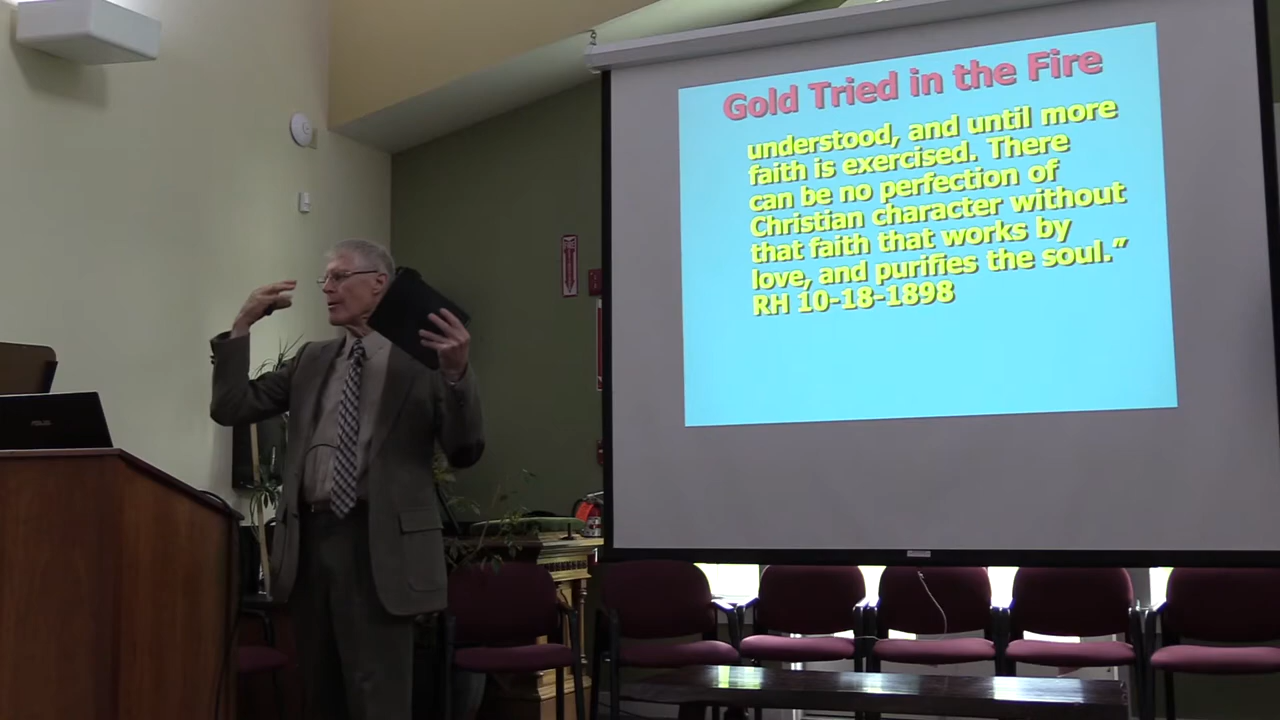 Gold Tried in the Fire
understood, and until more
faith is exercised. There
can be no perfection of
Christian character without
that faith that works by
love, and purifies the soul."
RH 10-18-1898
ASUS